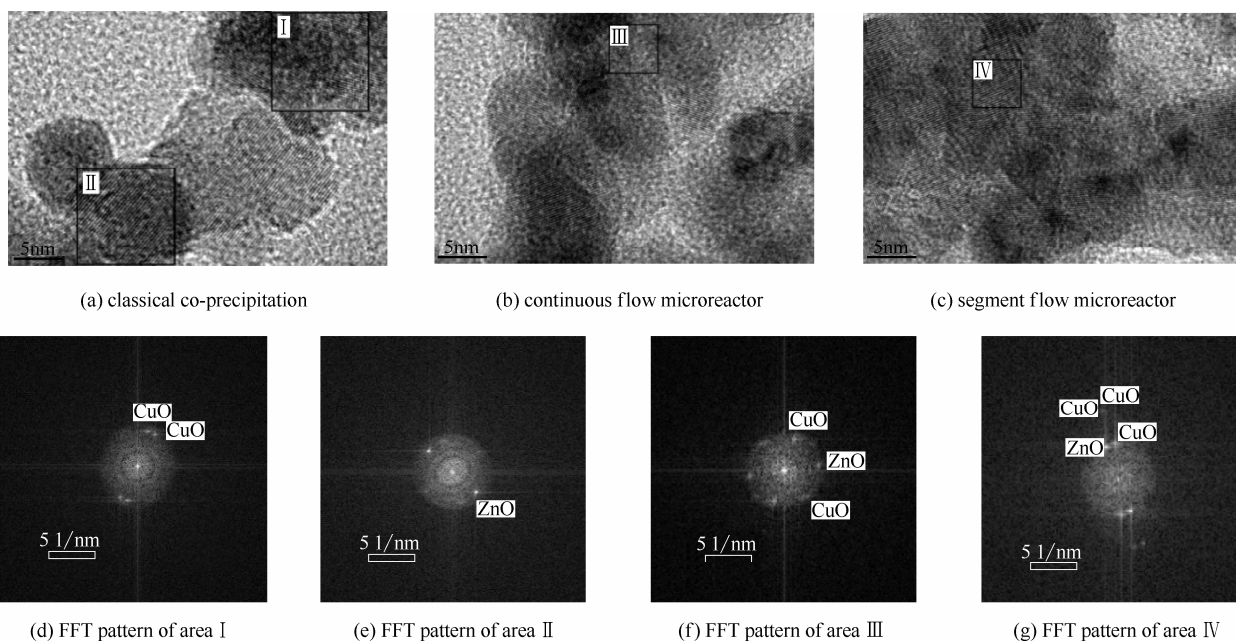 Ⅰ
Ⅱ
5nm
Ⅲ
5nm
Ⅳ
5nm
(a) classical co-precipitation
(b) continuous flow microreactor
(c) segment flow microreactor
CuO
CuO
5 1/nm
ZnO
5 1/nm
CuO
ZnO
CuO
5 1/nm
CuO
CuO
CuO
ZnO
5 1/nm
(d) FFT pattern of area Ⅰ
(e) FFT pattern of area Ⅱ
(f) FFT pattern of area Ⅲ
(g) FFT pattern of area Ⅳ